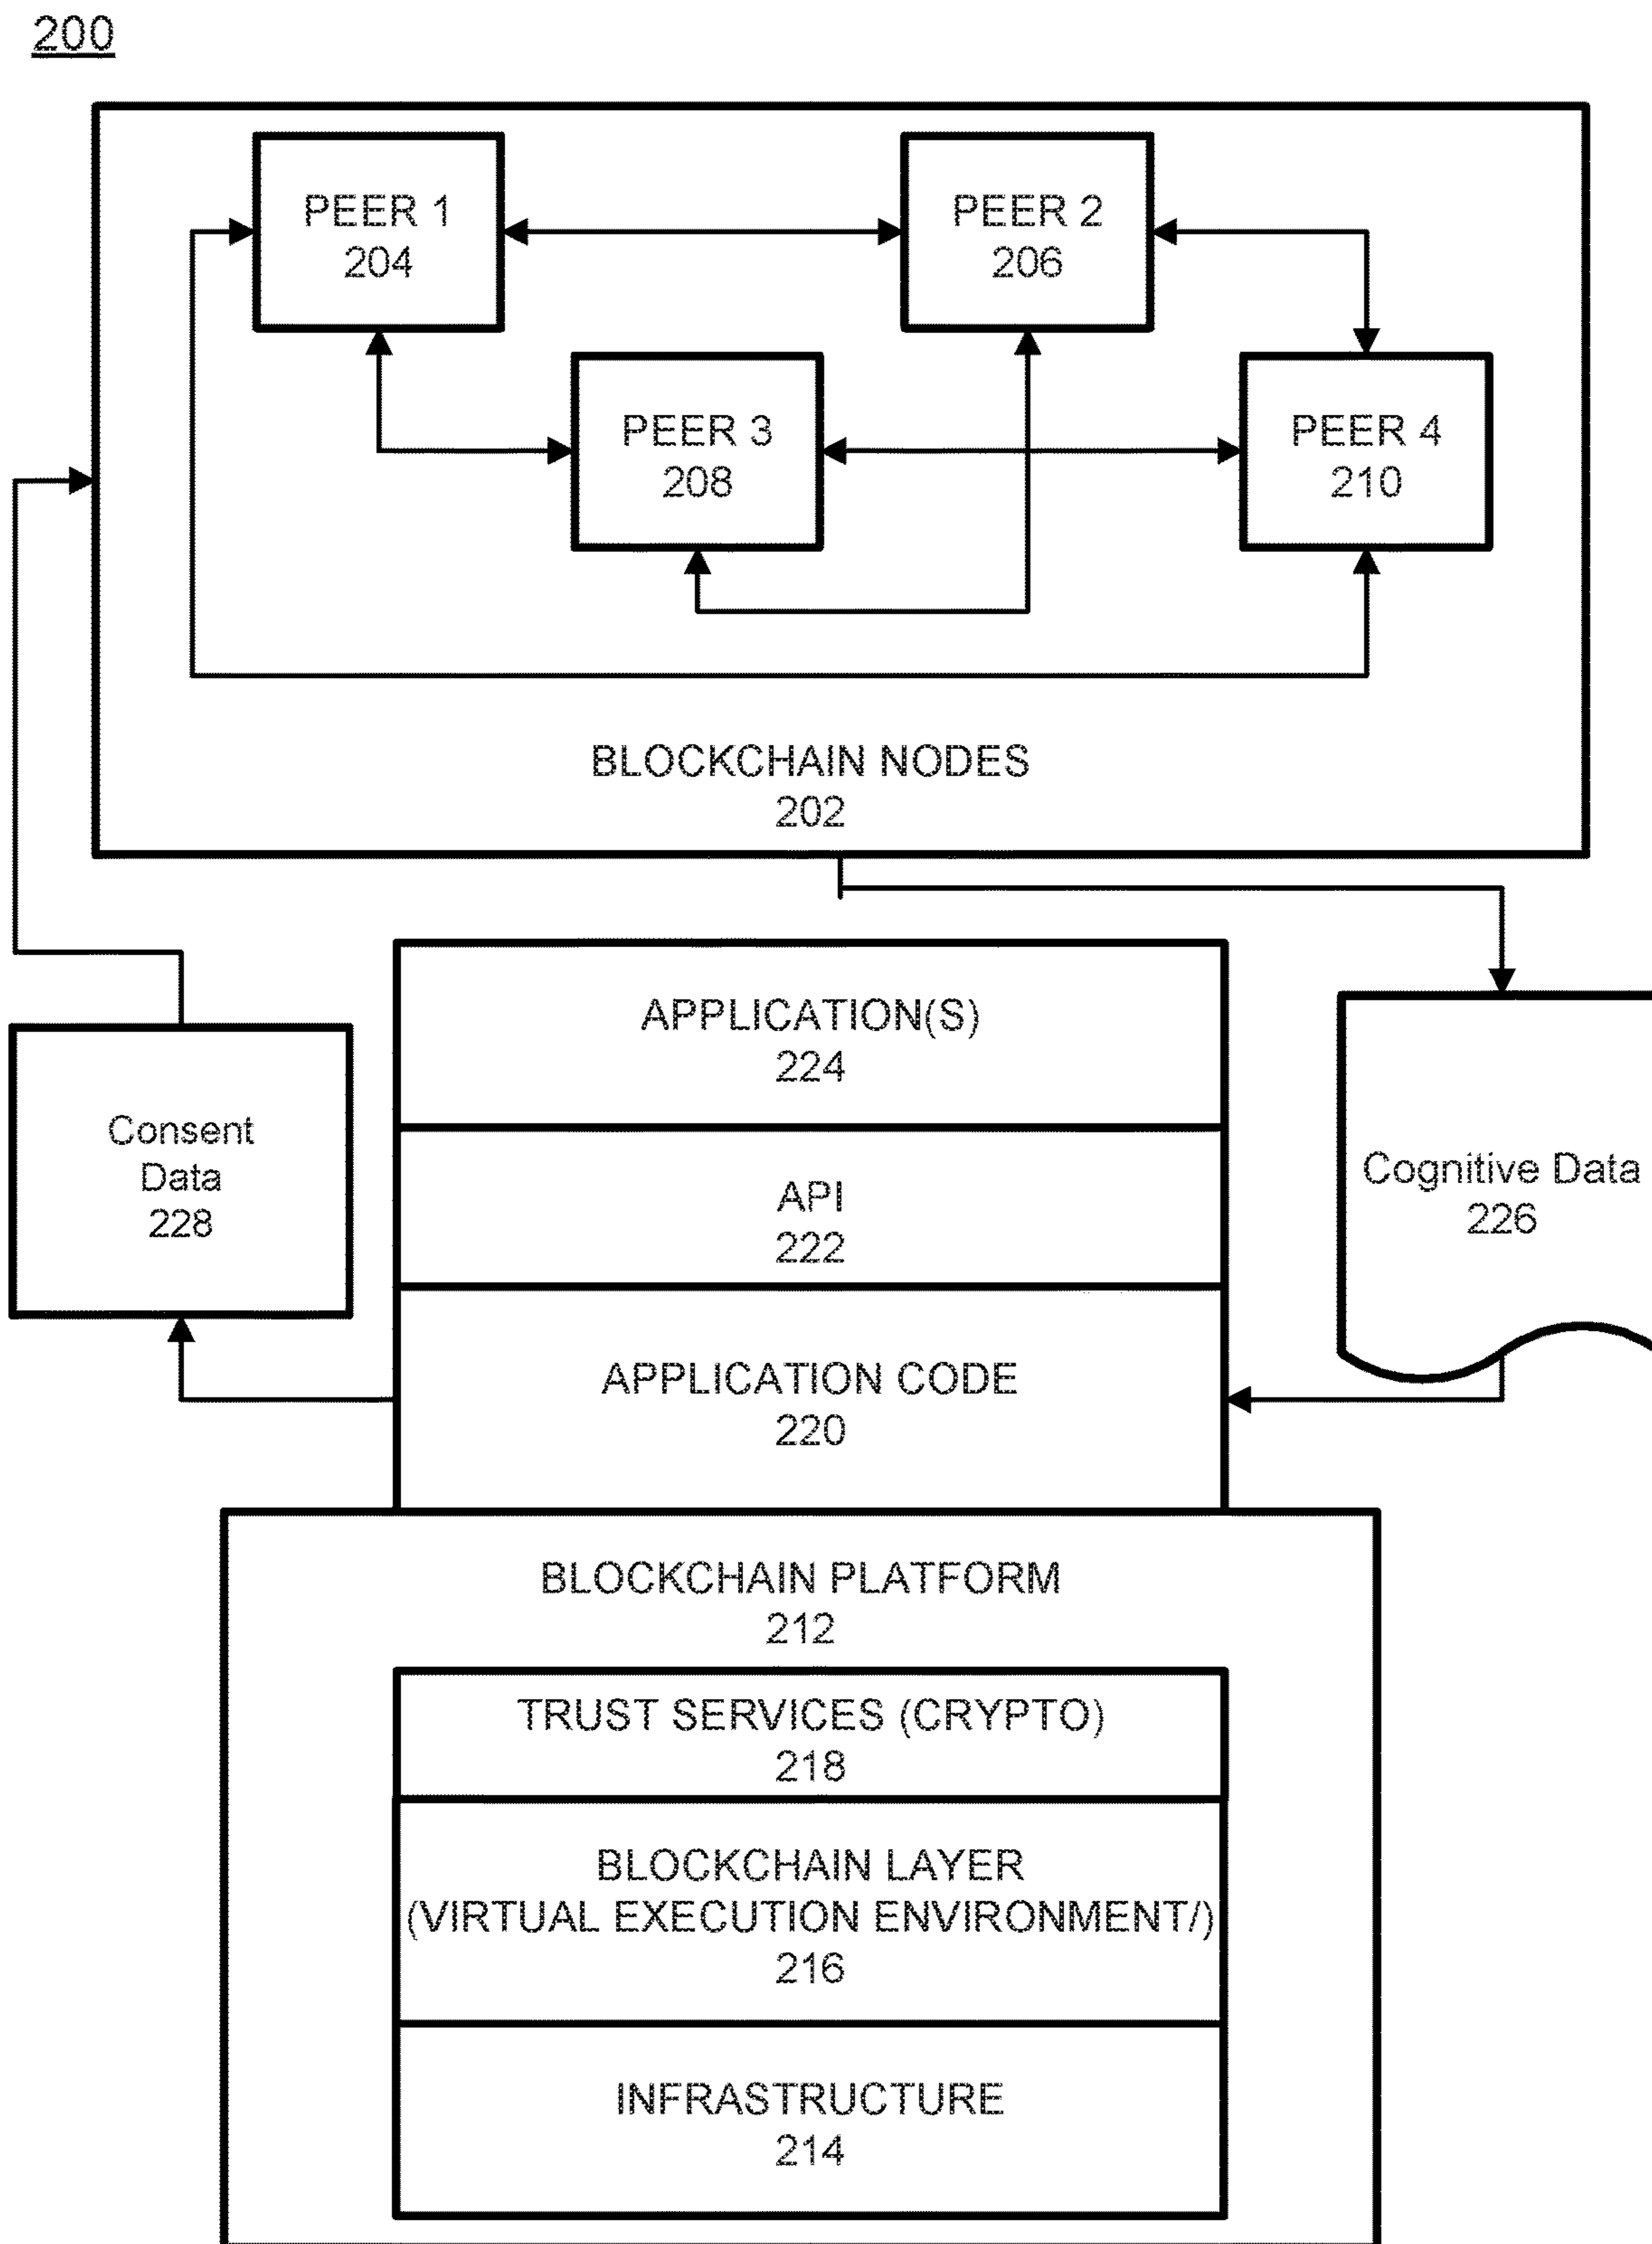 200
PEER 1
204
PEER 2
206
PEER 3
208
PEER 4
210
BLOCKCHAIN NODES
202
APPLICATION(S)
224
API
222
APPLICATION CODE
220
Consent
Data
228
Cognitive Data
226
BLOCKCHAIN PLATFORM
212
TRUST SERVICES (CRYPTO)
218
BLOCKCHAIN LAYER
(VIRTUAL EXECUTION ENVIRONMENT/)
216
INFRASTRUCTURE
214